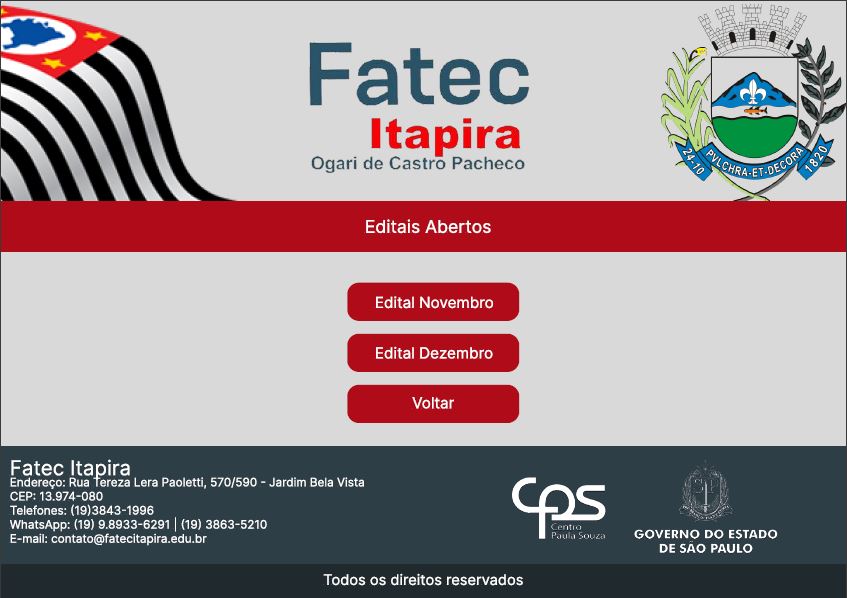 Fatec
Itapira
Ogari de Castro Pacheco
24-10 PVLCHRA-ET-DECORA 1820
Editais Abertos
Edital Novembro
Edital Dezembro
Voltar
Fatec Itapira
Endereço: Rua Tereza Lera Paoletti, 570/590 - Jardim Bela Vista
CEP: 13.974-080
Telefones: (19)3843-1996
WhatsApp: (19) 9.8933-6291 | (19) 3863-5210
E-mail: contato@fatecitapira.edu.br
cps
Centro
Paula Souza
GOVERNO DO ESTADO
DE SÃO PAULO
Todos os direitos reservados